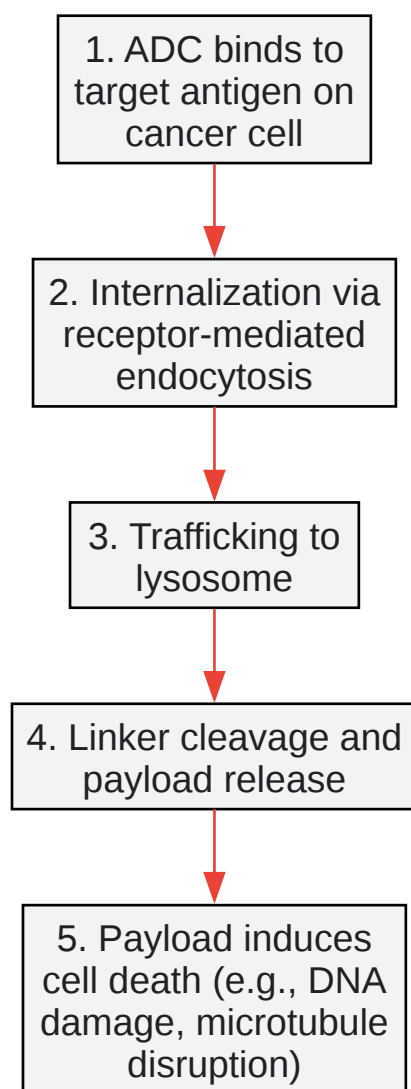 1. ADC binds to
target antigen on
cancer cell
2. Internalization via
receptor-mediated
endocytosis
3. Trafficking to
lysosome
4. Linker cleavage and
payload release
5. Payload induces
cell death (e.g., DNA
damage, microtubule
disruption)